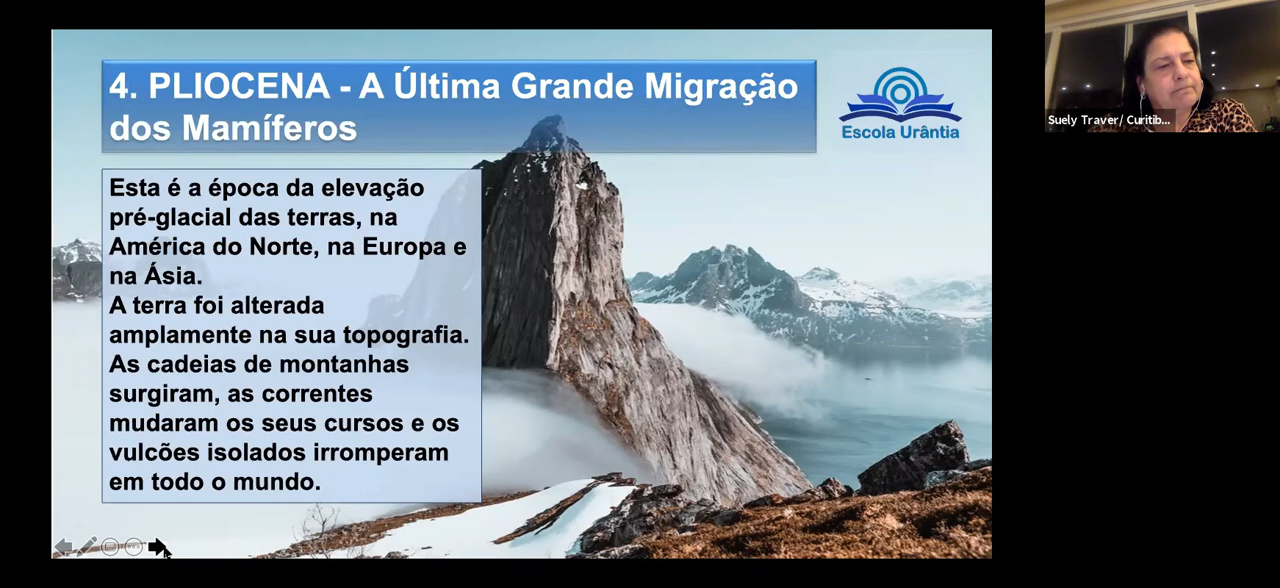 4. PLIOCENA - A Última Grande Migração
dos Mamíferos
Escola Urântia
Suely Traver/ Curitib...
Esta é a época da elevação
pré-glacial das terras, na
América do Norte, na Europa e
na Ásia.
A terra foi alterada
amplamente na sua topografia.
As cadeias de montanhas
surgiram, as correntes
mudaram os seus cursos e os
vulcões isolados irromperam
em todo o mundo.